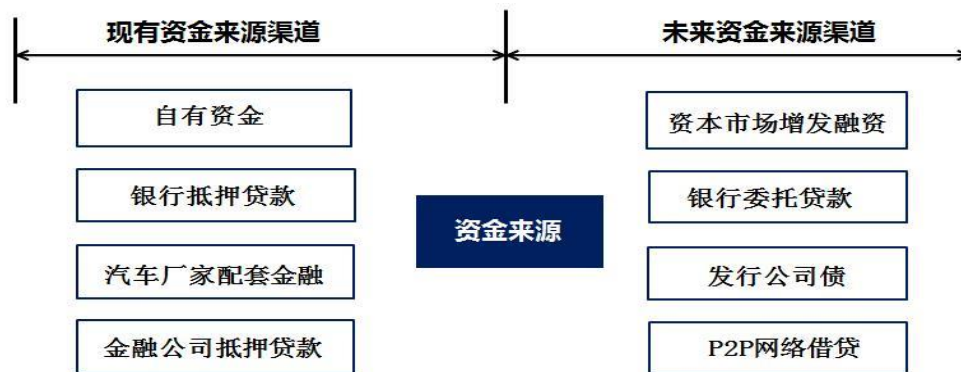 现有资金来源渠道
未来资金来源渠道
自有资金
资本市场增发融资
银行抵押贷款
银行委托贷款
资金来源
汽车厂家配套金融
发行公司债
金融公司抵押贷款
P2P网络借贷